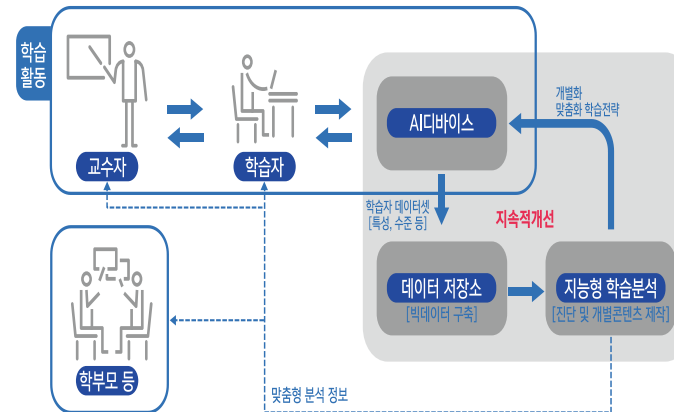 학습
활동
교수자
학습자
AI디바이스
개별화
맞춤화 학습전략
학습자 데이터셋
[특성, 수준 등]
지속적개선
데이터 저장소
[빅데이터 구축]
지능형 학습분석
[진단 및 개별콘텐츠 제작]
학부모 등
맞춤형 분석 정보